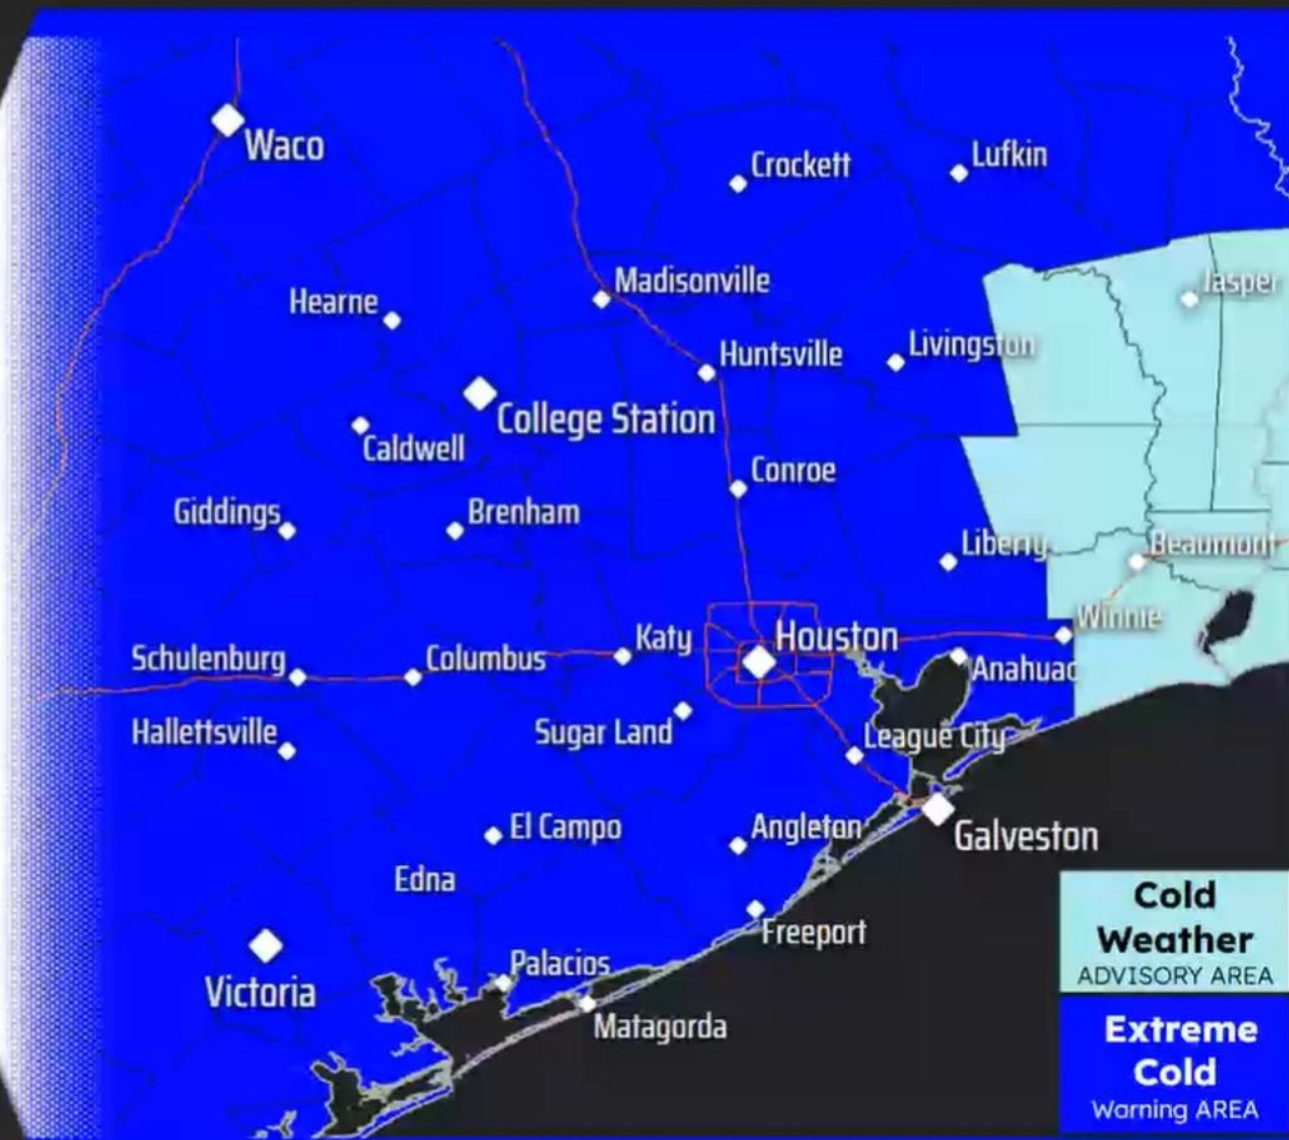 Waco
Crockett
Lufkin
Madisonville
Jasper
Hearne
Huntsville
Livingston
College Station
Caldwell
Conroe
Giddings
Brenham
Liberty
Beaumont
Winnie
Houston
Katy
Schulenburg
Columbus
Anahuac
Hallettsville
Sugar Land
League City
El Campo
Angleton
Galveston
Edna
Cold
Weather
ADVISORY AREA
Freeport
Palacios
Victoria
Matagorda
Extreme
Cold
Warning AREA